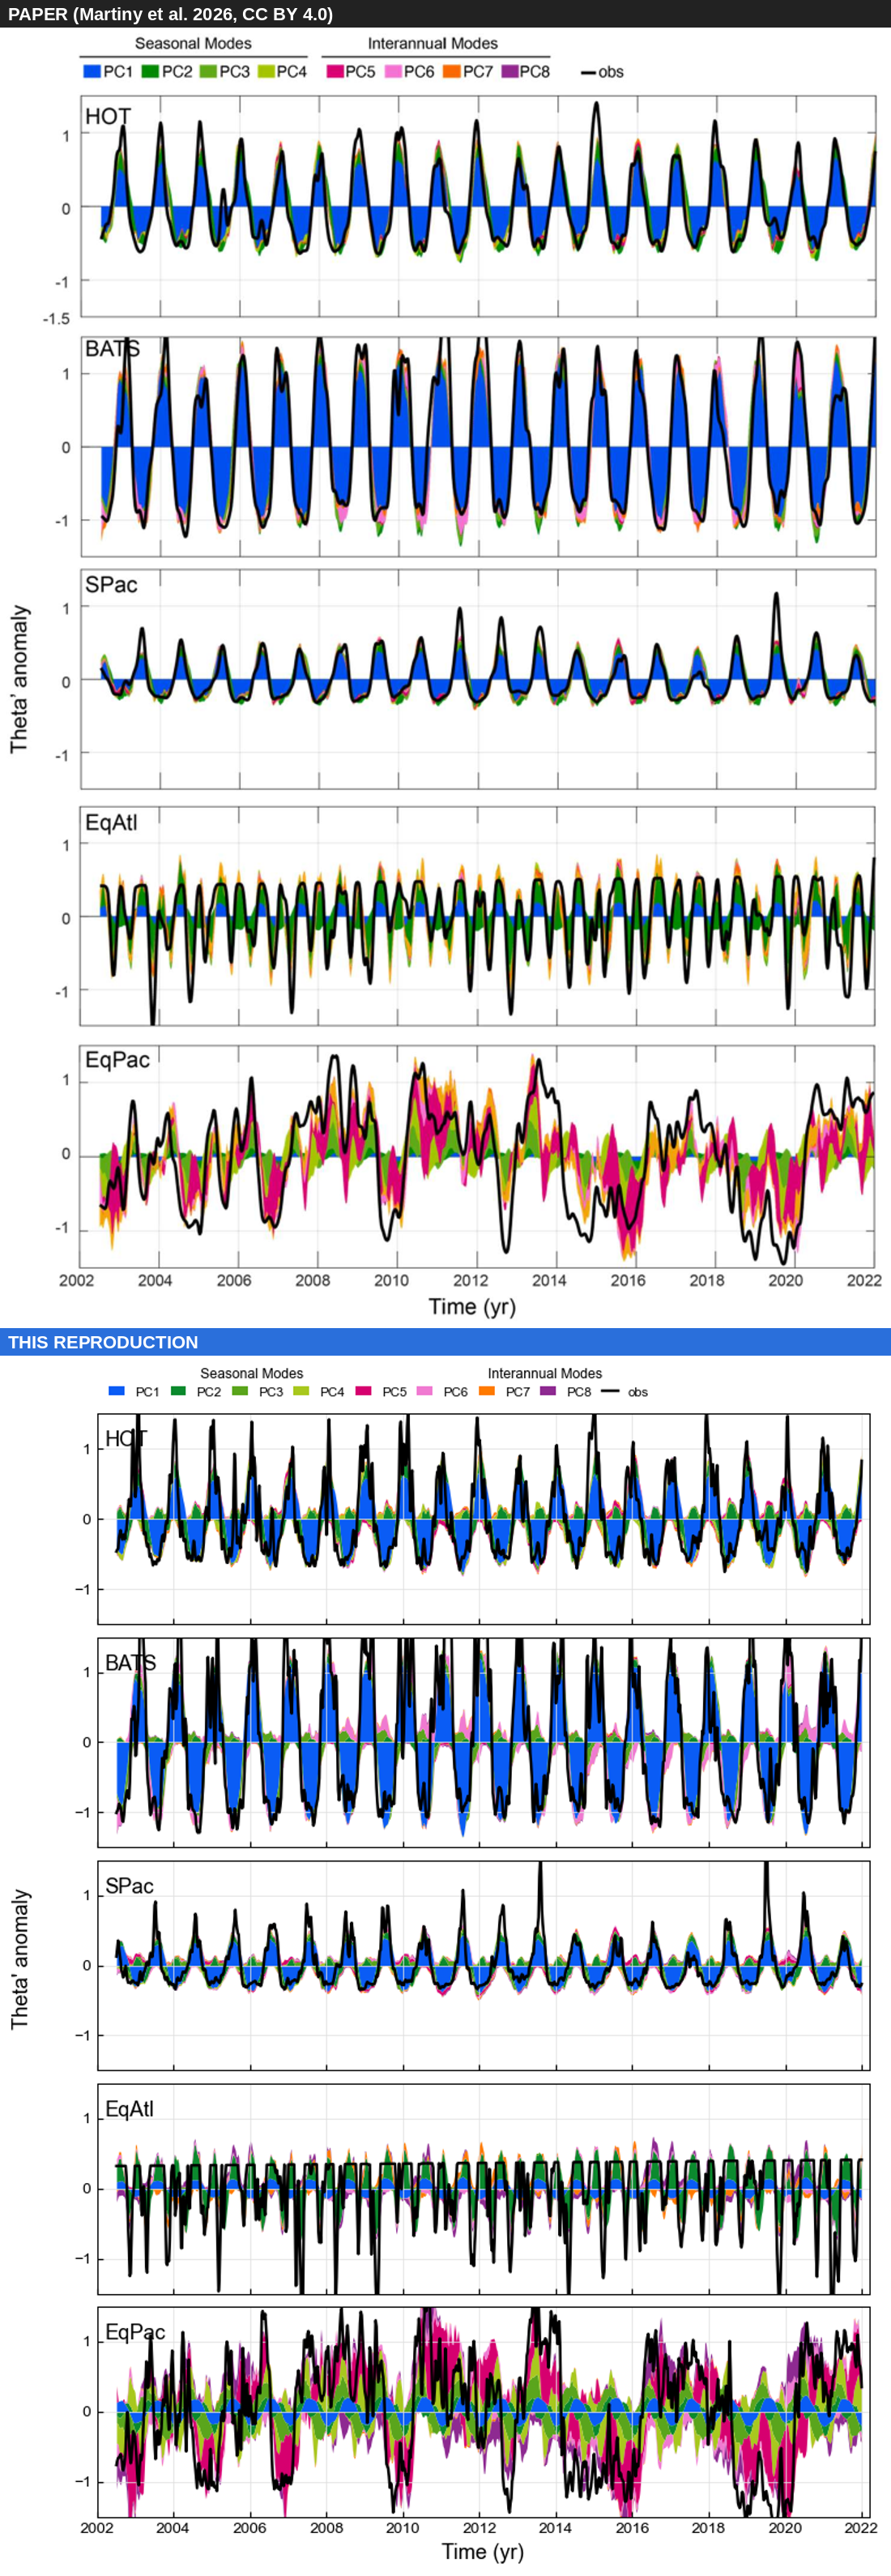 PAPER (Martiny et al. 2026, CC BY 4.0)
Seasonal Modes Interannual Modes
PC1 PC2 PC3 PC4 PC5 PC6 PC7 PC8 obs
HOT
1
0
-1
-1.5
BATS
1
0
-1
SPac
1
0
-1
Theta' anomaly
EqAtl
1
0
-1
EqPac
1
0
-1
2002 2004 2006 2008 2010 2012 2014 2016 2018 2020 2022
Time (yr)
THIS REPRODUCTION
Seasonal Modes Interannual Modes
PC1 PC2 PC3 PC4 PC5 PC6 PC7 PC8 obs
HOT
1
0
−1
BATS
1
0
−1
SPac
1
0
−1
Theta' anomaly
EqAtl
1
0
−1
EqPac
1
0
−1
2002 2004 2006 2008 2010 2012 2014 2016 2018 2020 2022
Time (yr)